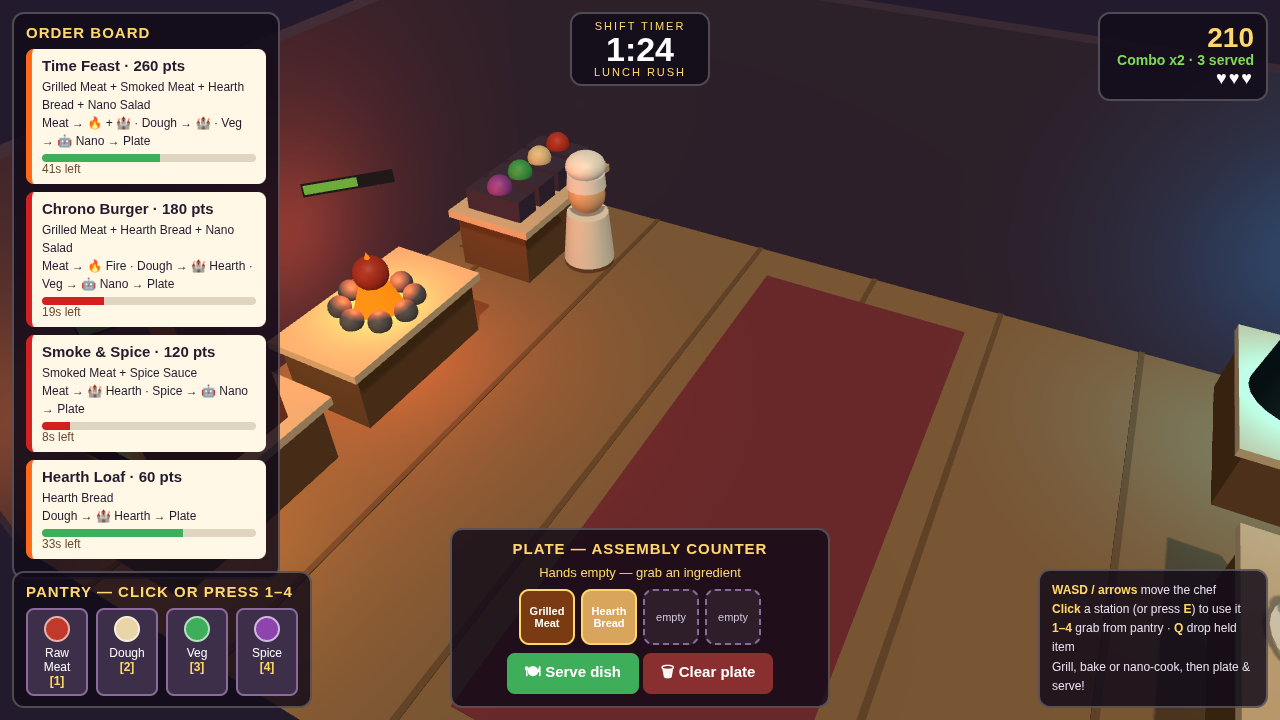 ORDER BOARD
Time Feast · 260 pts
Grilled Meat + Smoked Meat + Hearth
Bread + Nano Salad
Meat → 🔥 + 🏰 · Dough → 🏰 · Veg
→ 🤖 Nano → Plate
41s left
Chrono Burger · 180 pts
Grilled Meat + Hearth Bread + Nano
Salad
Meat → 🔥 Fire · Dough → 🏰 Hearth ·
Veg → 🤖 Nano → Plate
19s left
Smoke & Spice · 120 pts
Smoked Meat + Spice Sauce
Meat → 🏰 Hearth · Spice → 🤖 Nano
→ Plate
8s left
Hearth Loaf · 60 pts
Hearth Bread
Dough → 🏰 Hearth → Plate
33s left
SHIFT TIMER
1:24
LUNCH RUSH
210
Combo x2 · 3 served
♥♥♥
PANTRY — CLICK OR PRESS 1–4
Raw
Meat
[1]
Dough
[2]
Veg
[3]
Spice
[4]
PLATE — ASSEMBLY COUNTER
Hands empty — grab an ingredient
Grilled
Meat
Hearth
Bread
empty
empty
🍽 Serve dish
🗑 Clear plate
WASD / arrows move the chef
Click a station (or press E) to use it
1–4 grab from pantry · Q drop held
item
Grill, bake or nano-cook, then plate &
serve!